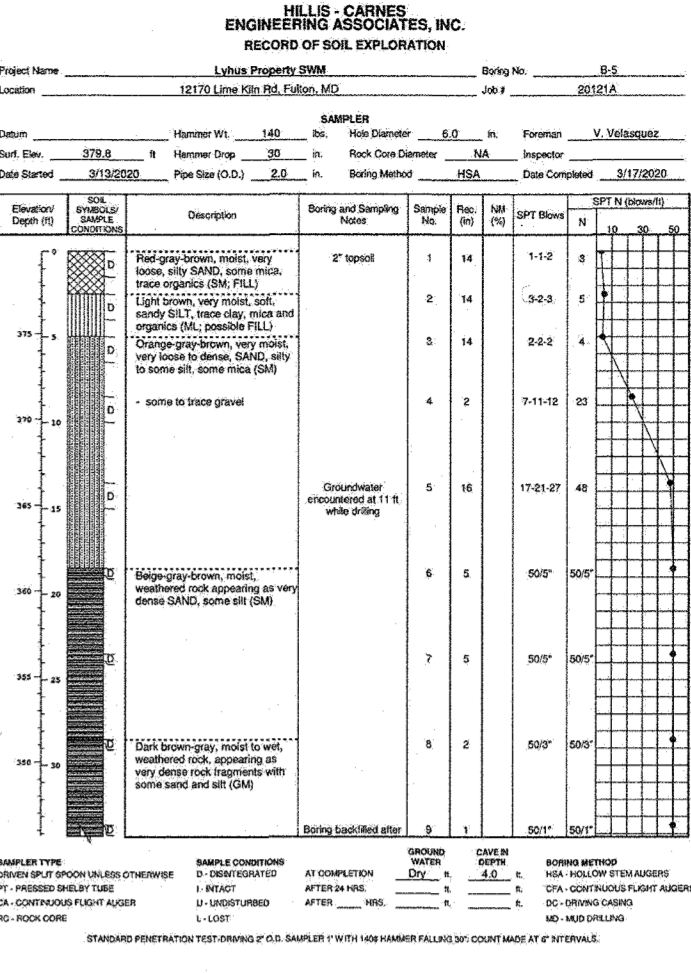 HILLIS - CARNES
ENGINEERING ASSOCIATES, INC.
RECORD OF SOIL EXPLORATION
Project Name Lyhus Property SWM Boring No. B-5
Location 12170 Lime Kiln Rd, Fulton, MD Job # 20121A
SAMPLER
Datum Hammer Wt. 140 lbs. Hole Diameter 6.0 in. Foreman V. Velasquez
Surf. Elev. 379.8 ft Hammer Drop 30 in. Rock Core Diameter NA Inspector
Date Started 3/13/2020 Pipe Size (O.D.) 2.0 in. Boring Method HSA Date Completed 3/17/2020
Elevation/ Depth (ft) SOIL SYMBOLS/ SAMPLE CONDITIONS Description Boring and Sampling Notes Sample No. Rec. (in) NM (%) SPT Blows N SPT N (blows/ft)
10 30 50
0 D Red-gray-brown, moist, very 2" topsoil 1 14 1-1-2 3
loose, silty SAND, some mica,
trace organics (SM; FILL)
D Light brown, very moist, soft, 2 14 3-2-3 5
sandy SILT, trace clay, mica and
organics (ML; possible FILL)
375 5 D Orange-gray-brown, very moist, 3 14 2-2-2 4
very loose to dense, SAND, silty
to some silt, some mica (SM)
D - some to trace gravel 4 2 7-11-12 23
370 10
D Groundwater 5 16 17-21-27 48
encountered at 11 ft
while drilling
365 15
D Beige-gray-brown, moist, 6 5 50/5" 50/5"
weathered rock appearing as very
dense SAND, some silt (SM)
360 20
D 7 5 50/5" 50/5"
355 25
D Dark brown-gray, moist to wet, 8 2 50/3" 50/3"
weathered rock, appearing as
very dense rock fragments with
some sand and silt (GM)
350 30
D Boring backfilled after 9 1 50/1" 50/1"
SAMPLER TYPE SAMPLE CONDITIONS GROUND WATER CAVE IN DEPTH BORING METHOD
DRIVEN SPLIT SPOON UNLESS OTHERWISE D - DISINTEGRATED AT COMPLETION Dry ft. 4.0 ft. HSA - HOLLOW STEM AUGERS
PT - PRESSED SHELBY TUBE I - INTACT AFTER 24 HRS. ft. ft. CFA - CONTINUOUS FLIGHT AUGERS
CA - CONTINUOUS FLIGHT AUGER U - UNDISTURBED AFTER HRS. ft. ft. DC - DRIVING CASING
RC - ROCK CORE L - LOST MD - MUD DRILLING
STANDARD PENETRATION TEST-DRIVING 2" O.D. SAMPLER 1' WITH 140# HAMMER FALLING 30"; COUNT MADE AT 6" INTERVALS.